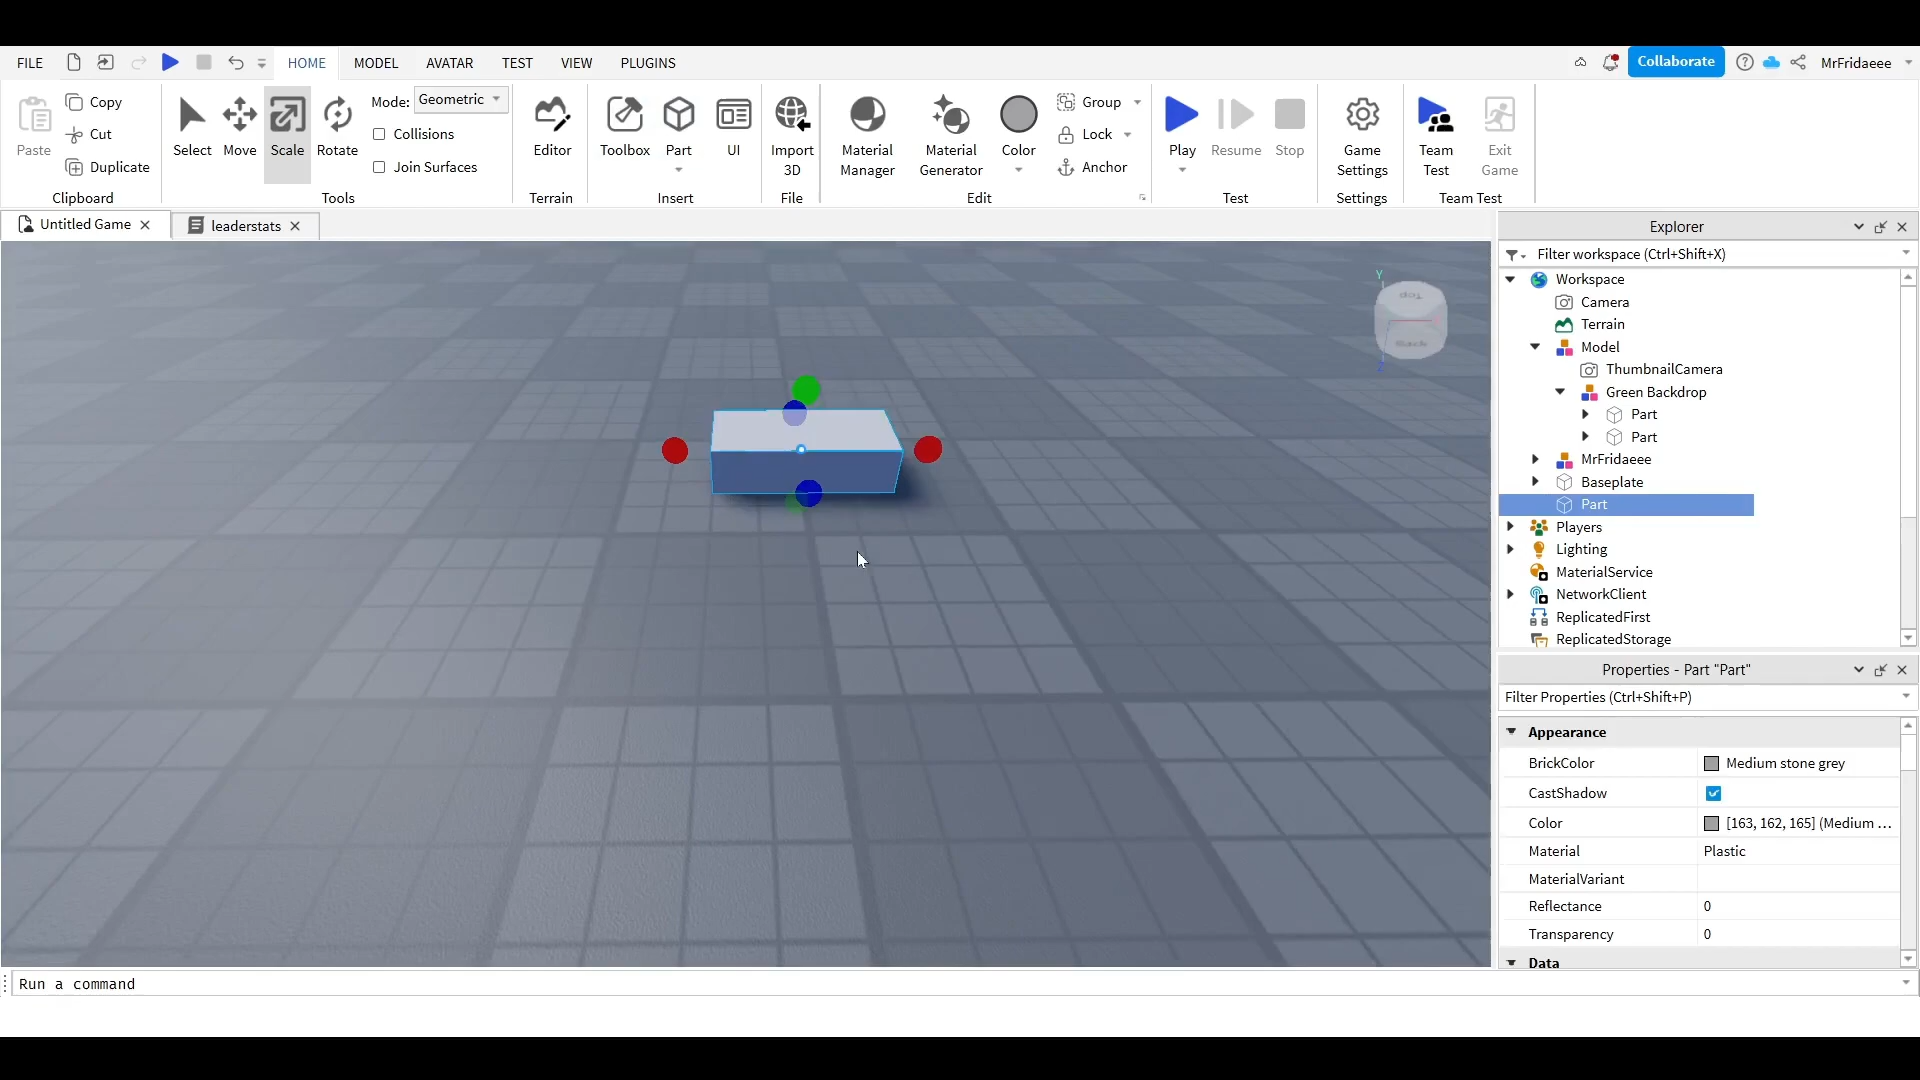 FILE HOME MODEL AVATAR TEST VIEW PLUGINS Collaborate MrFridaeee
Paste Copy Cut Duplicate
Clipboard
Select Move Scale Rotate Mode: Geometric
Collisions
Join Surfaces
Tools
Editor
Terrain
Toolbox Part UI
Insert
Import
3D
File
Material
Manager
Material
Generator
Color
Group
Lock
Anchor
Edit
Play Resume Stop
Test
Game
Settings
Settings
Team
Test
Exit
Game
Team Test
Untitled Game leaderstats
Y
Top
Back
Z
Explorer
Filter workspace (Ctrl+Shift+X)
Workspace
Camera
Terrain
Model
ThumbnailCamera
Green Backdrop
Part
Part
MrFridaeee
Baseplate
Part
Players
Lighting
MaterialService
NetworkClient
ReplicatedFirst
ReplicatedStorage
Properties - Part "Part"
Filter Properties (Ctrl+Shift+P)
Appearance
BrickColor Medium stone grey
CastShadow
Color [163, 162, 165] (Medium ...
Material Plastic
MaterialVariant
Reflectance 0
Transparency 0
Data
Run a command